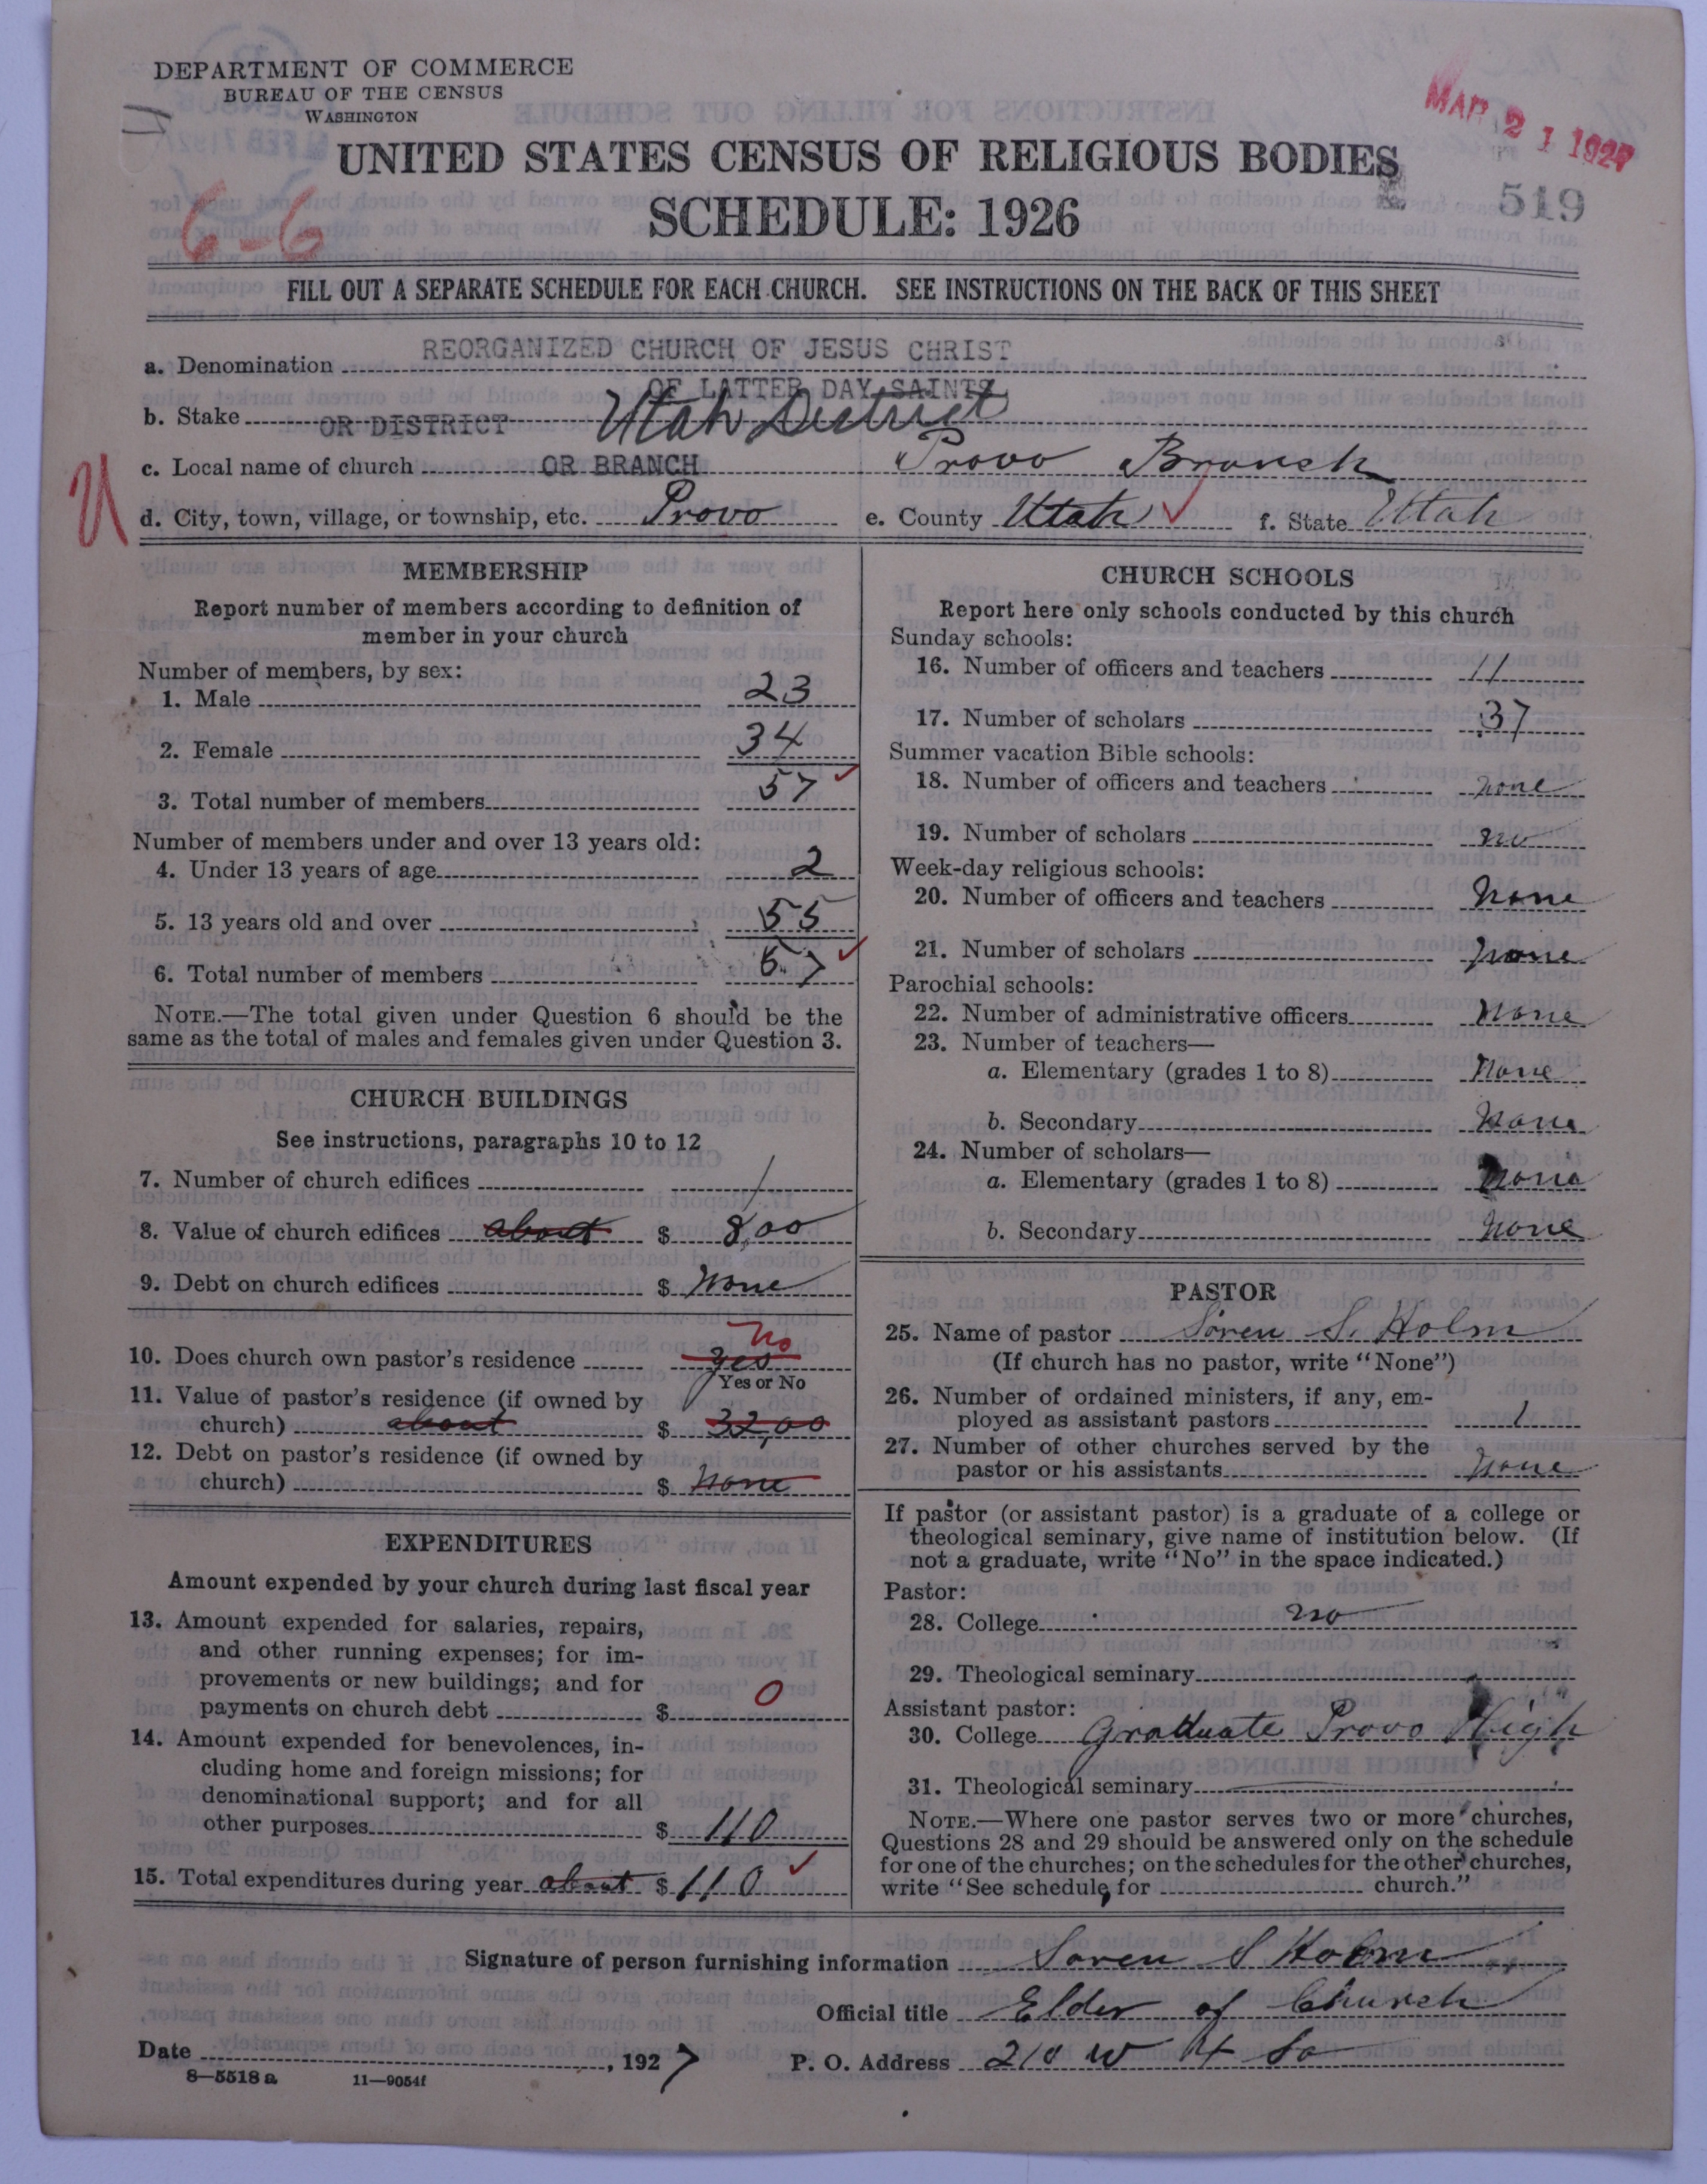 DEPARTMENT OF COMMERCE
BUREAU OF THE CENSUS
WASHINGTON
MAR 21 1927
UNITED STATES CENSUS OF RELIGIOUS BODIES
519
SCHEDULE: 1926
6-6
FILL OUT A SEPARATE SCHEDULE FOR EACH CHURCH. SEE INSTRUCTIONS ON THE BACK OF THIS SHEET
a. Denomination REORGANIZED CHURCH OF JESUS CHRIST
OF LATTER DAY SAINTS
b. Stake OR DISTRICT Utah District
c. Local name of church OR BRANCH Provo Branch
U
d. City, town, village, or township, etc. Provo e. County Utah ✓ f. State Utah
MEMBERSHIP
Report number of members according to definition of
member in your church
Number of members, by sex:
1. Male 23
2. Female 34
3. Total number of members 57 ✓
Number of members under and over 13 years old:
4. Under 13 years of age 2
5. 13 years old and over 55
6. Total number of members 57 ✓
NOTE.—The total given under Question 6 should be the
same as the total of males and females given under Question 3.
CHURCH BUILDINGS
See instructions, paragraphs 10 to 12
7. Number of church edifices 1
8. Value of church edifices about $ 8,00
9. Debt on church edifices $ None
No
10. Does church own pastor's residence yes
Yes or No
11. Value of pastor's residence (if owned by
church) about $ 32,00
12. Debt on pastor's residence (if owned by
church) $ None
EXPENDITURES
Amount expended by your church during last fiscal year
13. Amount expended for salaries, repairs,
and other running expenses; for im-
provements or new buildings; and for
payments on church debt $ 0
14. Amount expended for benevolences, in-
cluding home and foreign missions; for
denominational support; and for all
other purposes $ 110
15. Total expenditures during year about $ 110 ✓
CHURCH SCHOOLS
Report here only schools conducted by this church
Sunday schools:
16. Number of officers and teachers 11
17. Number of scholars 37
Summer vacation Bible schools:
18. Number of officers and teachers none
19. Number of scholars no
Week-day religious schools:
20. Number of officers and teachers None
21. Number of scholars None
Parochial schools:
22. Number of administrative officers None
23. Number of teachers—
a. Elementary (grades 1 to 8) None
b. Secondary None
24. Number of scholars—
a. Elementary (grades 1 to 8) None
b. Secondary None
PASTOR
25. Name of pastor Soren S. Holm
(If church has no pastor, write "None")
26. Number of ordained ministers, if any, em-
ployed as assistant pastors 1
27. Number of other churches served by the
pastor or his assistants None
If pastor (or assistant pastor) is a graduate of a college or
theological seminary, give name of institution below. (If
not a graduate, write "No" in the space indicated.)
Pastor:
28. College no
29. Theological seminary
Assistant pastor:
30. College Graduate Provo High
31. Theological seminary
NOTE.—Where one pastor serves two or more churches,
Questions 28 and 29 should be answered only on the schedule
for one of the churches; on the schedules for the other churches,
write "See schedule for church."
Signature of person furnishing information Soren S Holm
Official title Elder of Church
Date , 1927 P. O. Address 210 W 4 So
8—5518a 11—9054f